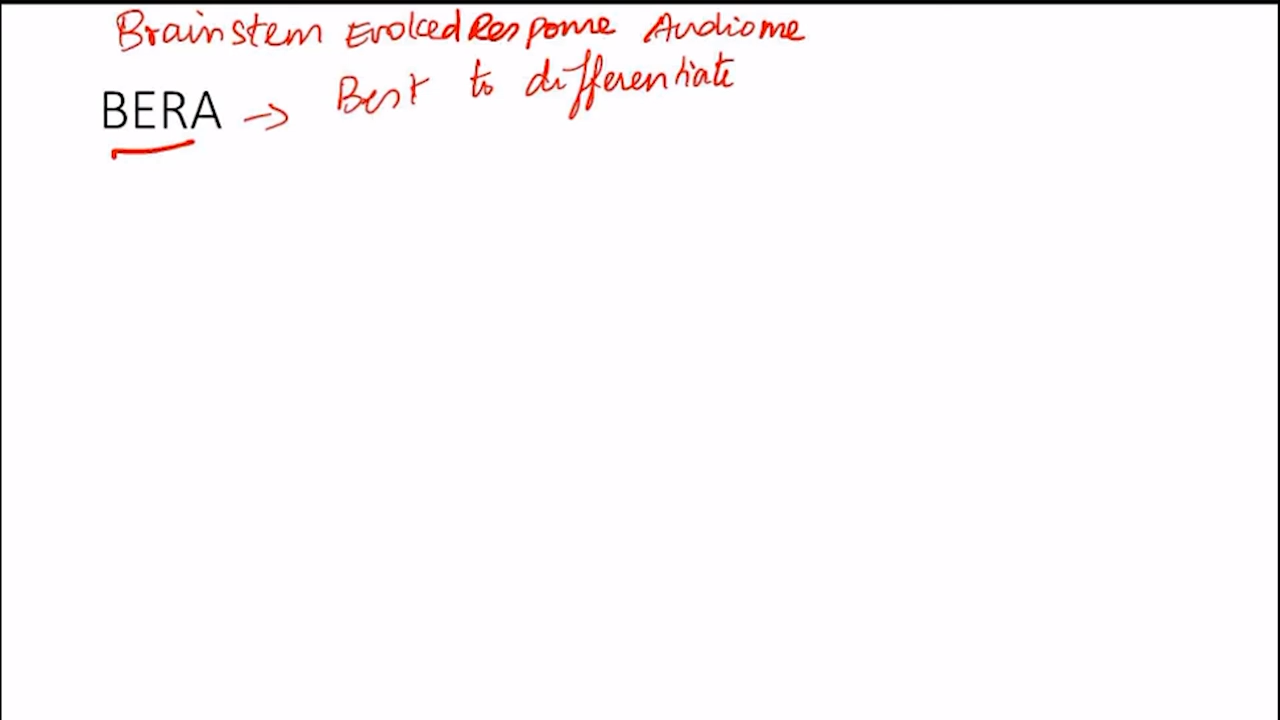 Brainstem Evoked Response Audiome
BERA → Best to differentiate